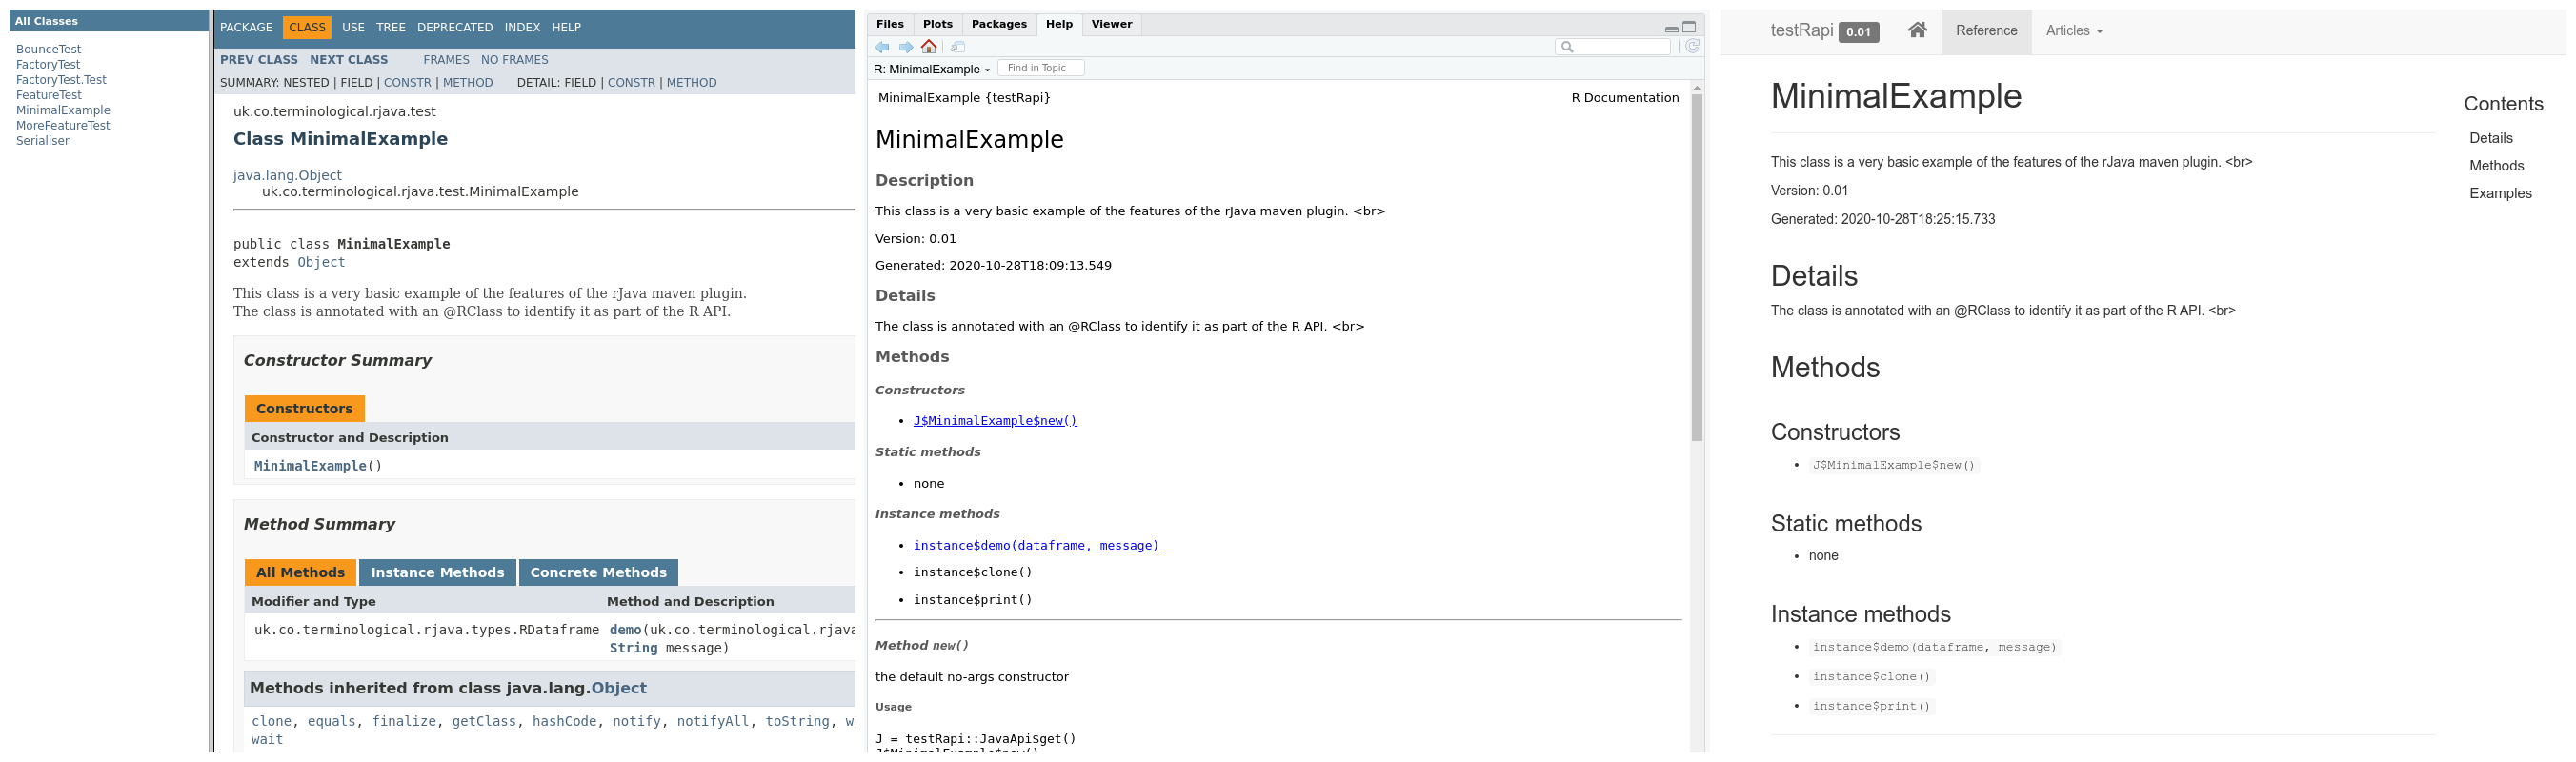 All Classes
BounceTest
FactoryTest
FactoryTest.Test
FeatureTest
MinimalExample
MoreFeatureTest
Serialiser
PACKAGE CLASS USE TREE DEPRECATED INDEX HELP
PREV CLASS NEXT CLASS FRAMES NO FRAMES
SUMMARY: NESTED | FIELD | CONSTR | METHOD DETAIL: FIELD | CONSTR | METHOD
uk.co.terminological.rjava.test
Class MinimalExample
java.lang.Object
uk.co.terminological.rjava.test.MinimalExample
public class MinimalExample
extends Object
This class is a very basic example of the features of the rJava maven plugin.
The class is annotated with an @RClass to identify it as part of the R API.
Constructor Summary
Constructors
Constructor and Description
MinimalExample()
Method Summary
All Methods Instance Methods Concrete Methods
Modifier and Type Method and Description
uk.co.terminological.rjava.types.RDataframe demo(uk.co.terminological.rjava
String message)
Methods inherited from class java.lang.Object
clone, equals, finalize, getClass, hashCode, notify, notifyAll, toString,
wait
Files Plots Packages Help Viewer
R: MinimalExample Find in Topic
MinimalExample {testRapi} R Documentation
MinimalExample
Description
This class is a very basic example of the features of the rJava maven plugin. <br>
Version: 0.01
Generated: 2020-10-28T18:09:13.549
Details
The class is annotated with an @RClass to identify it as part of the R API. <br>
Methods
Constructors
• J$MinimalExample$new()
Static methods
• none
Instance methods
• instance$demo(dataframe, message)
• instance$clone()
• instance$print()
Method new()
the default no-args constructor
Usage
J = testRapi::JavaApi$get()
J$MinimalExample$new()
testRapi 0.01 Reference Articles
MinimalExample
This class is a very basic example of the features of the rJava maven plugin. <br>
Version: 0.01
Generated: 2020-10-28T18:25:15.733
Details
The class is annotated with an @RClass to identify it as part of the R API. <br>
Methods
Constructors
• J$MinimalExample$new()
Static methods
• none
Instance methods
• instance$demo(dataframe, message)
• instance$clone()
• instance$print()
Contents
Details
Methods
Examples